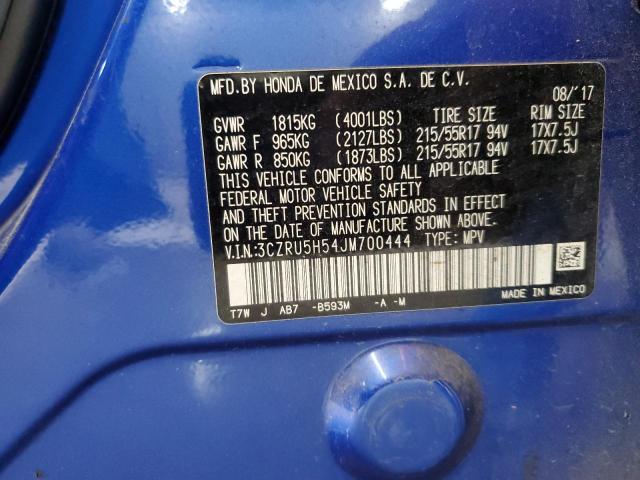 MFD.BY HONDA DE MEXICO S.A. DE C.V. 08/'17
GVWR 1815KG (4001LBS) TIRE SIZE RIM SIZE
GAWR F 965KG (2127LBS) 215/55R17 94V 17X7.5J
GAWR R 850KG (1873LBS) 215/55R17 94V 17X7.5J
THIS VEHICLE CONFORMS TO ALL APPLICABLE
FEDERAL MOTOR VEHICLE SAFETY
AND THEFT PREVENTION STANDARDS IN EFFECT
ON THE DATE OF MANUFACTURE SHOWN ABOVE.
V.I.N:3CZRU5H54JM700444 TYPE: MPV
T7W J AB7 -B593M -A -M MADE IN MEXICO